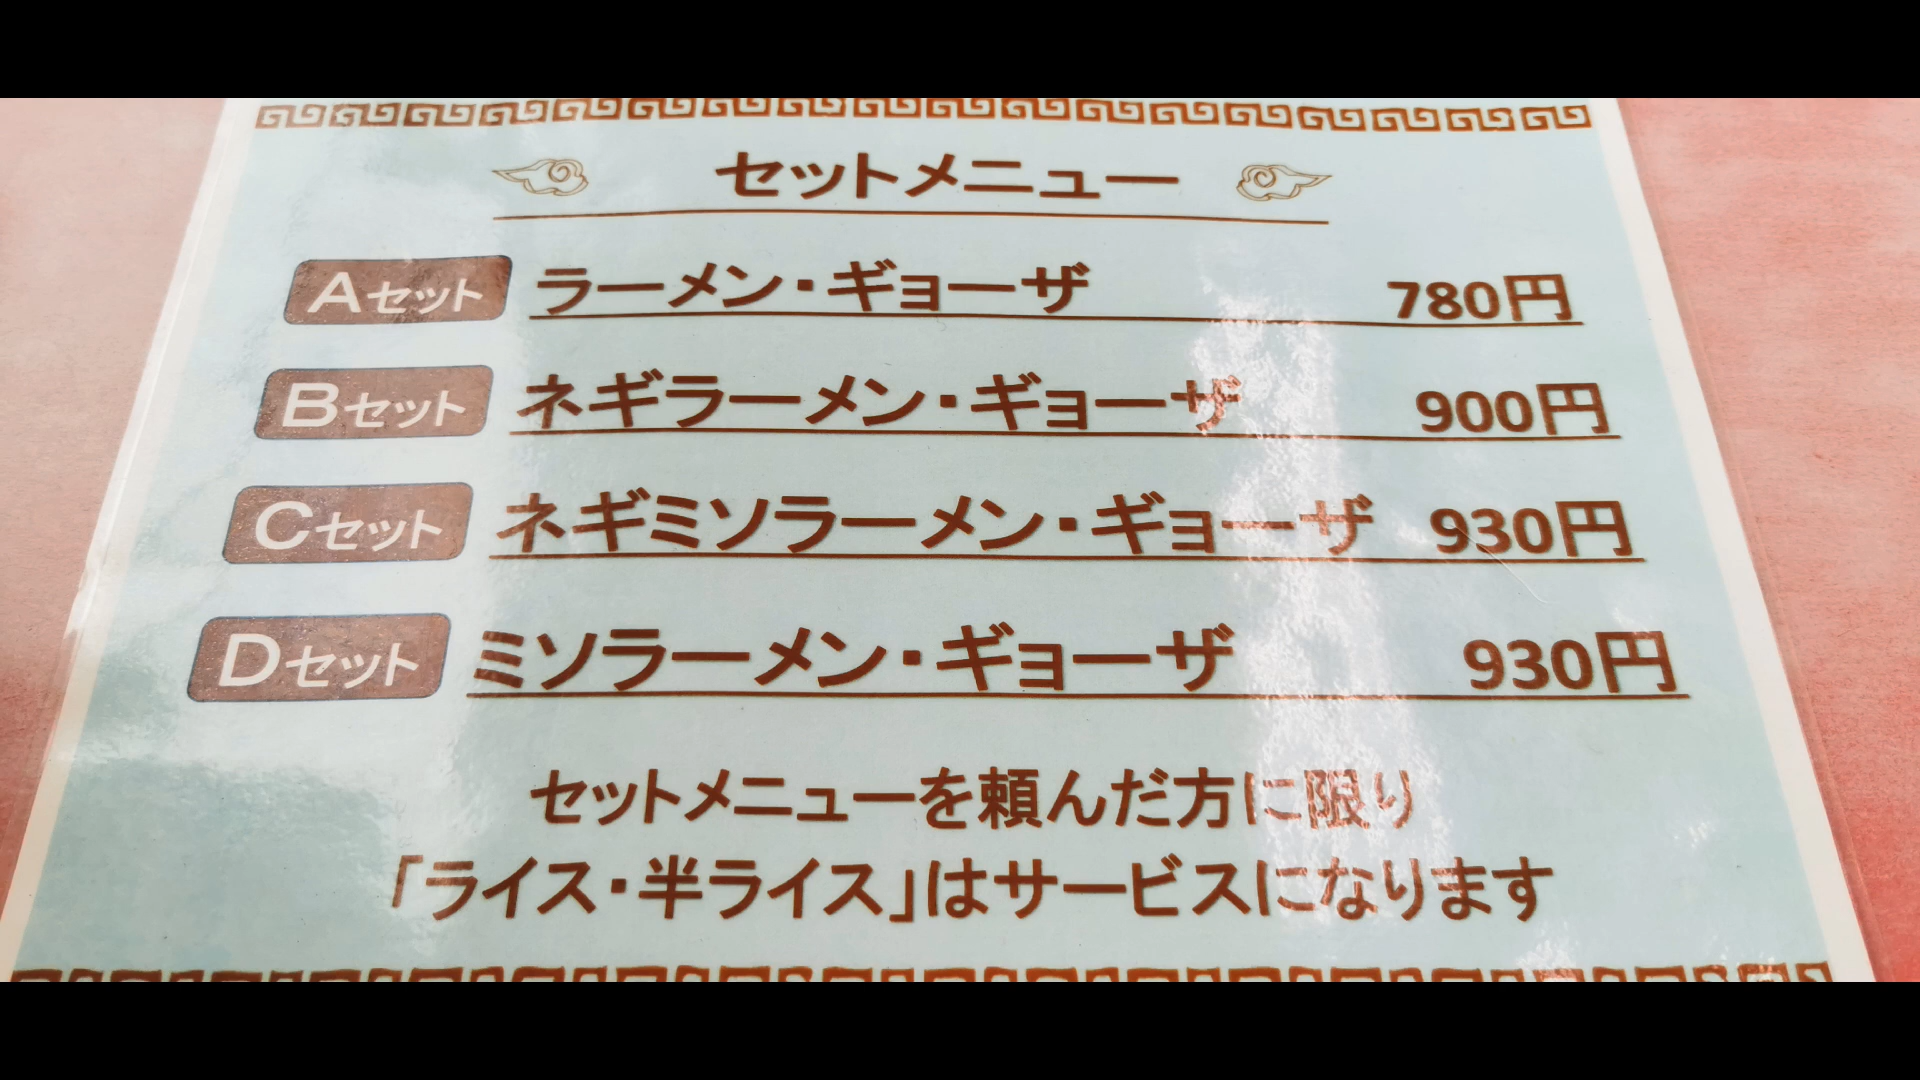 セットメニュー
Aセット ラーメン・ギョーザ 780円
Bセット ネギラーメン・ギョーザ 900円
Cセット ネギミソラーメン・ギョーザ 930円
Dセット ミソラーメン・ギョーザ 930円
セットメニューを頼んだ方に限り
「ライス・半ライス」はサービスになります